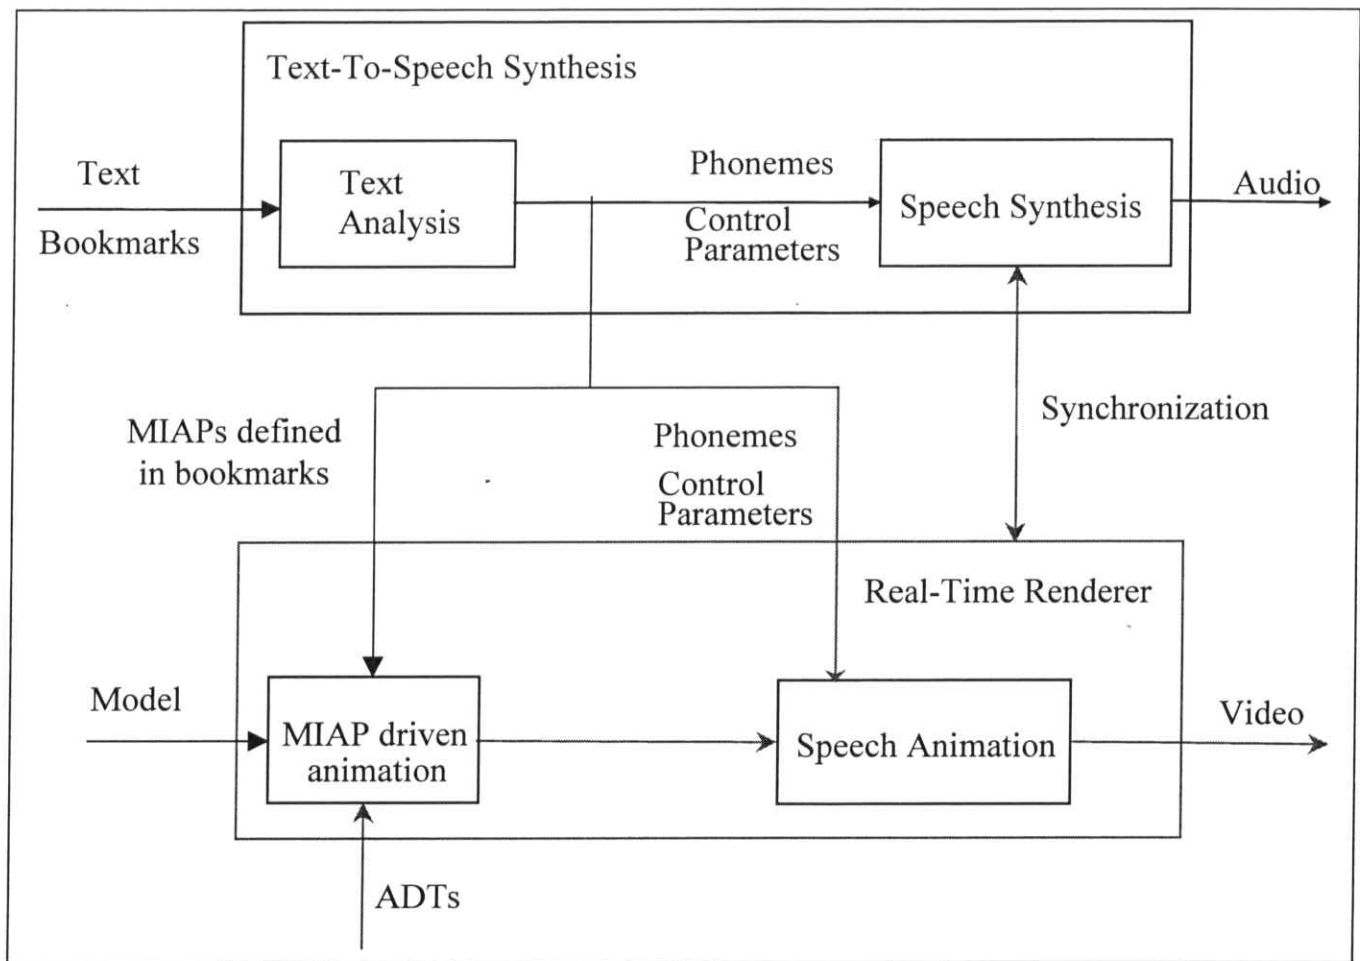 Text-To-Speech Synthesis
Text
Bookmarks
Text
Analysis
Phonemes
Control
Parameters
Speech Synthesis
Audio
MIAPs defined
in bookmarks
Phonemes
Control
Parameters
Synchronization
Real-Time Renderer
Model
MIAP driven
animation
Speech Animation
Video
ADTs